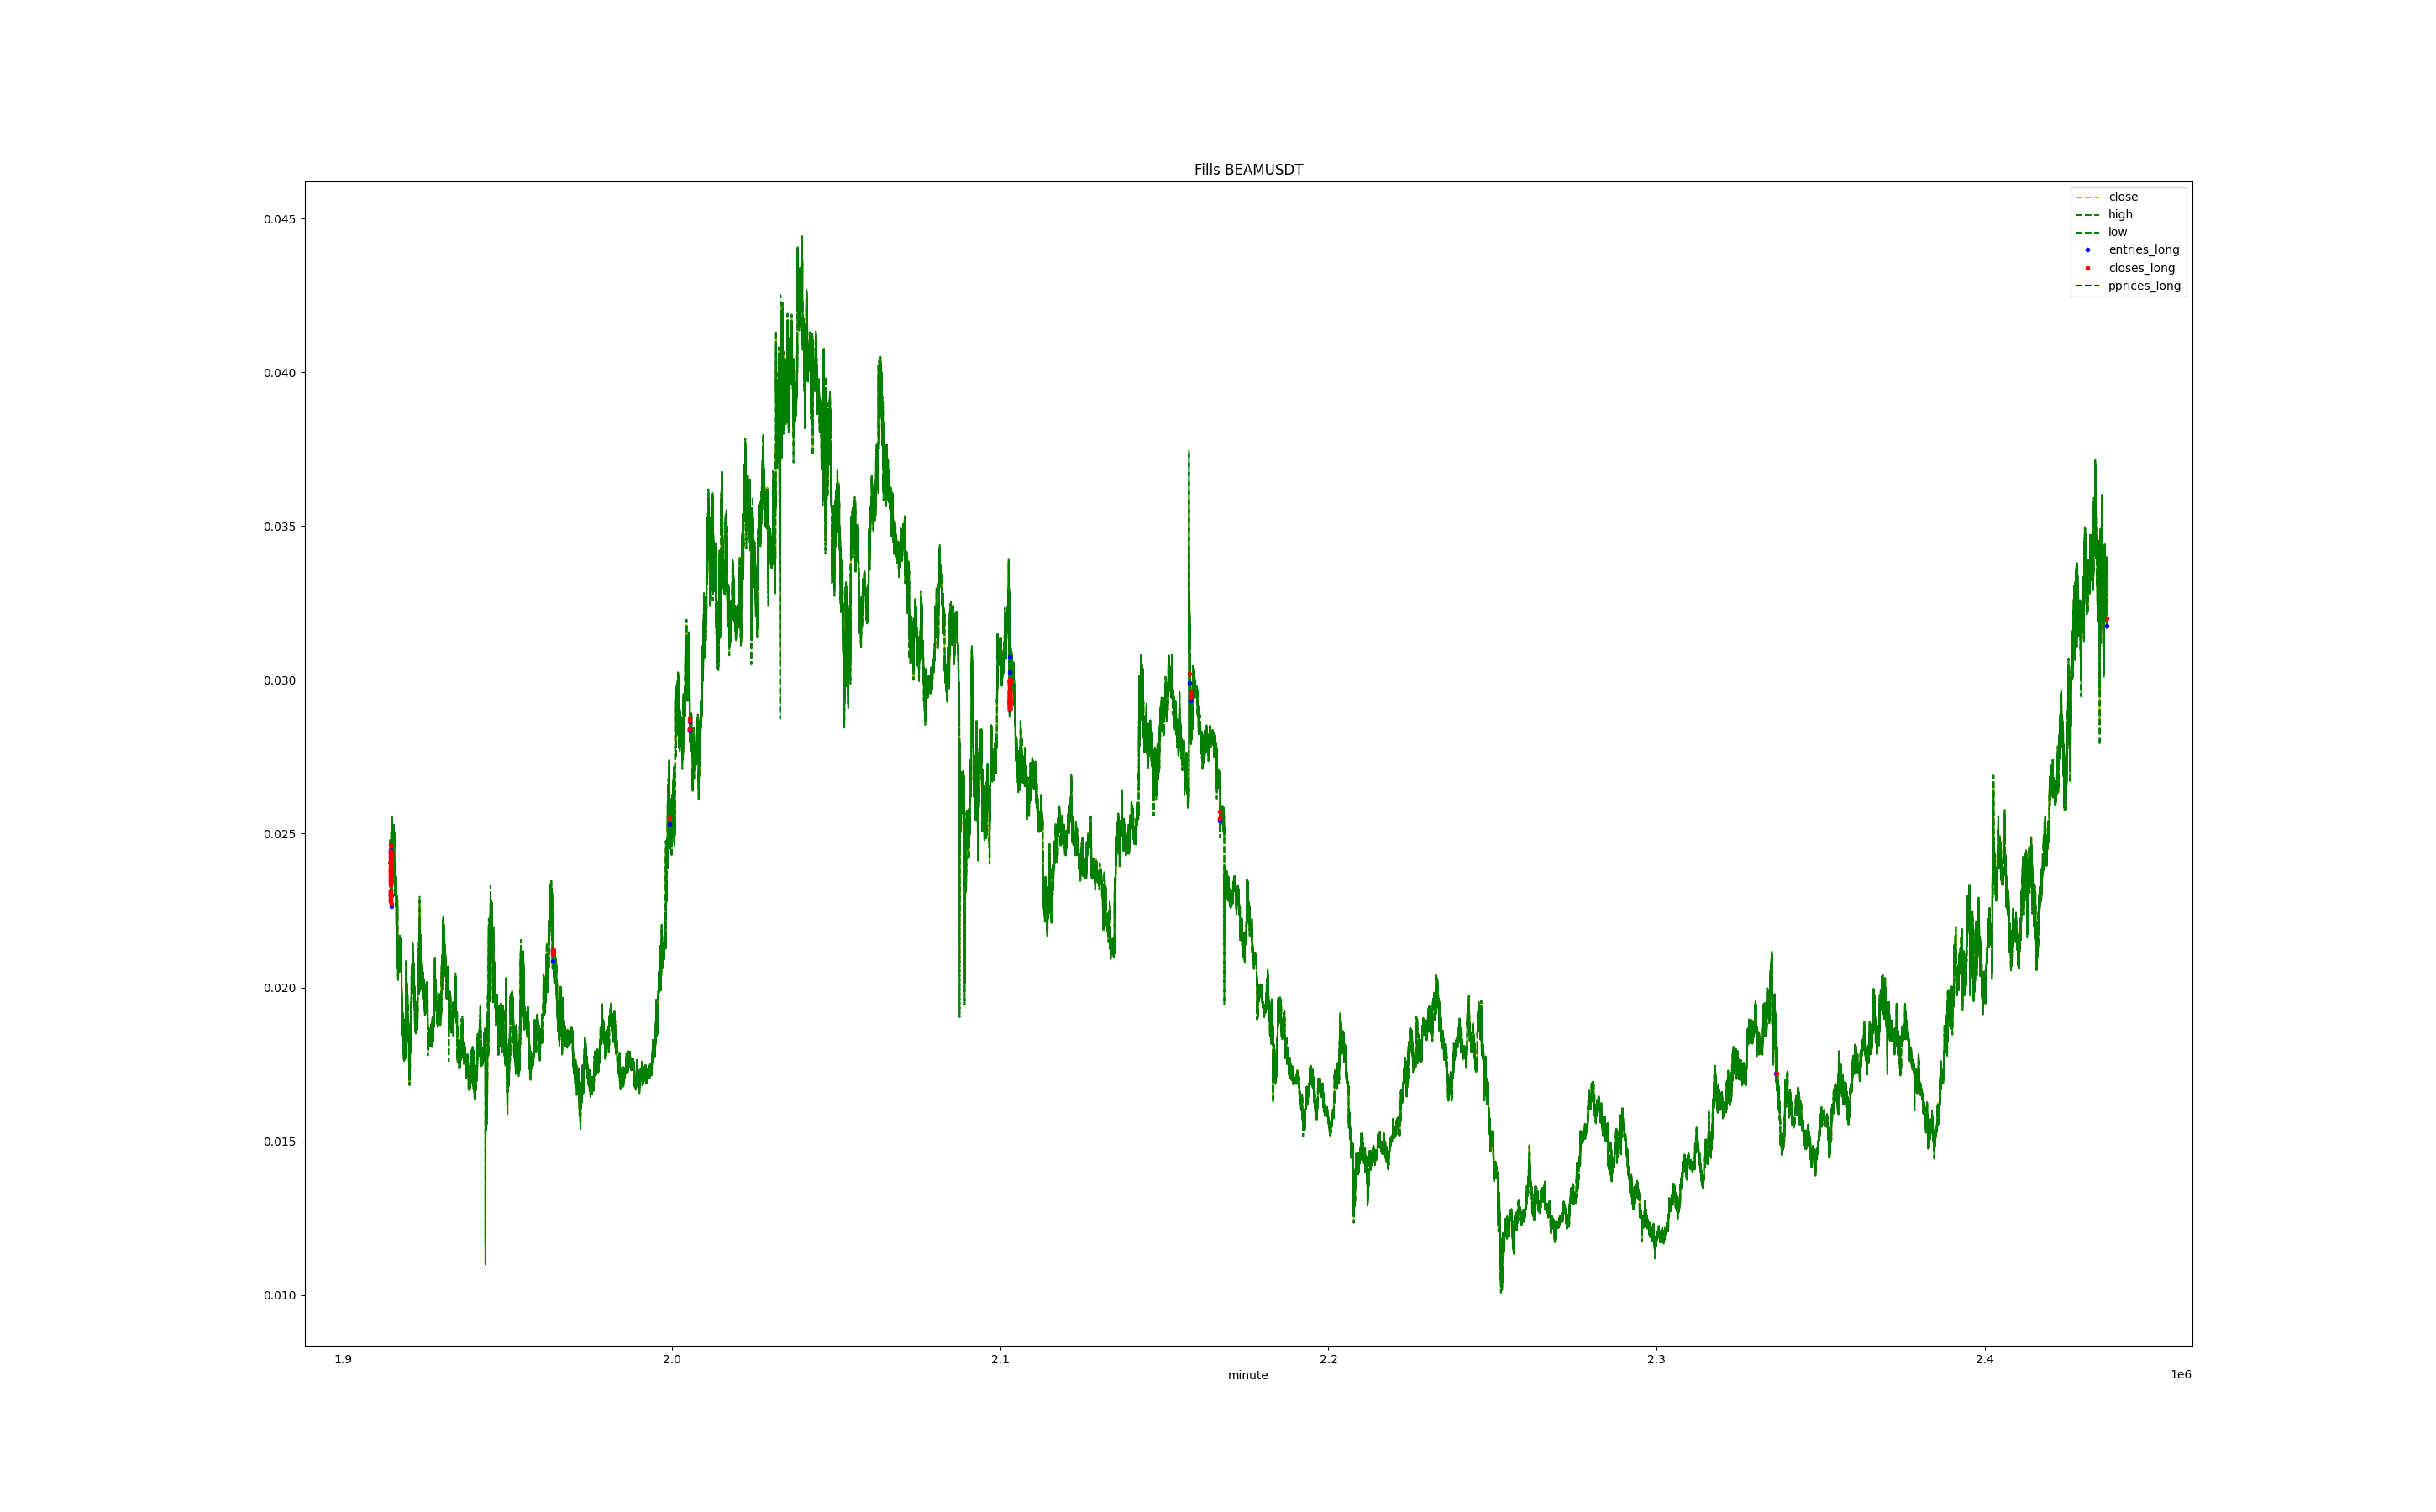 Fills BEAMUSDT
close
high
low
entries_long
closes_long
pprices_long
0.045
0.040
0.035
0.030
0.025
0.020
0.015
0.010
1.9 2.0 2.1 2.2 2.3 2.4
minute 1e6